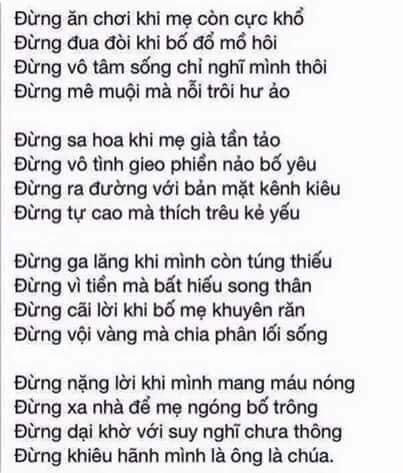 Đừng ăn chơi khi mẹ còn cực khổ
Đừng đua đòi khi bố đổ mồ hôi
Đừng vô tâm sống chỉ nghĩ mình thôi
Đừng mê muội mà nỗi trôi hư ảo
Đừng sa hoa khi mẹ già tần tảo
Đừng vô tình gieo phiền nảo bố yêu
Đừng ra đường với bản mặt kênh kiêu
Đừng tự cao mà thích trêu kẻ yếu
Đừng ga lăng khi mình còn túng thiếu
Đừng vì tiền mà bất hiếu song thân
Đừng cãi lời khi bố mẹ khuyên răn
Đừng vội vàng mà chia phân lối sống
Đừng nặng lời khi mình mang máu nóng
Đừng xa nhà để mẹ ngóng bố trông
Đừng dại khờ với suy nghĩ chưa thông
Đừng khiêu hãnh mình là ông là chúa.